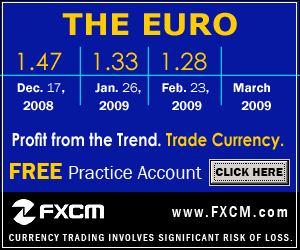 THE EURO
1.47 1.33 1.28
Dec. 17, Jan. 26, Feb. 23, March
2008 2009 2009 2009
Profit from the Trend. Trade Currency.
FREE Practice Account CLICK HERE
FXCM www.FXCM.com
CURRENCY TRADING INVOLVES SIGNIFICANT RISK OF LOSS.